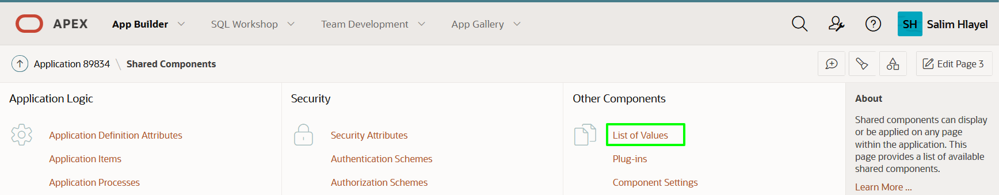 APEX App Builder SQL Workshop Team Development App Gallery SH Salim Hlayel
Application 89834 \ Shared Components Edit Page 3
Application Logic
Application Definition Attributes
Application Items
Application Processes
Security
Security Attributes
Authentication Schemes
Authorization Schemes
Other Components
List of Values
Plug-ins
Component Settings
About
Shared components can display
or be applied on any page
within the application. This
page provides a list of available
shared components.
Learn More ...